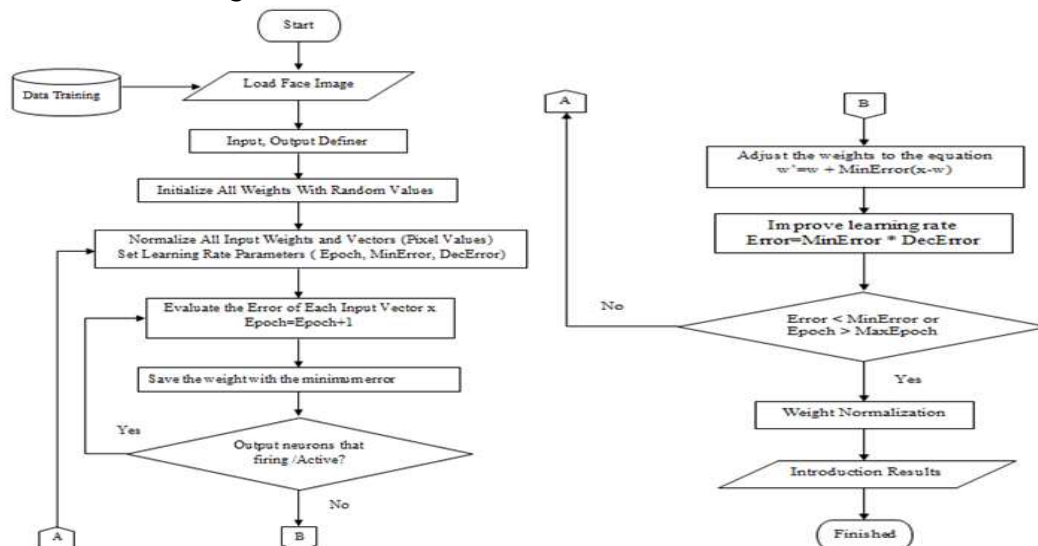 Start
Data Training
Load Face Image
Input, Output Definer
Initialize All Weights With Random Values
Normalize All Input Weights and Vectors (Pixel Values)
Set Learning Rate Parameters ( Epoch, MinError, DecError)
Evaluate the Error of Each Input Vector x
Epoch=Epoch+1
Save the weight with the minimum error
Yes
Output neurons that
firing /Active?
No
A
B
A
B
Adjust the weights to the equation
w'=w + MinError(x-w)
Improve learning rate
Error=MinError * DecError
No
Error < MinError or
Epoch > MaxEpoch
Yes
Weight Normalization
Introduction Results
Finished